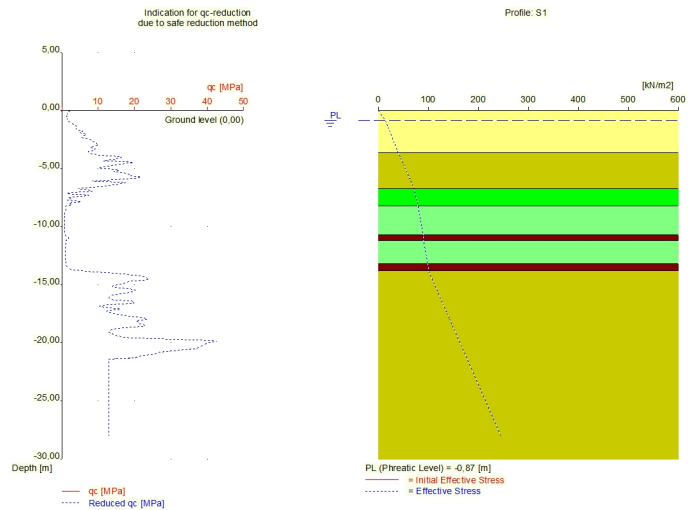 Indication for qc-reduction
due to safe reduction method
Profile: S1
5,00
qc [MPa]
[kN/m2]
10 20 30 40 50
0 100 200 300 400 500 600
0,00
Ground level (0,00)
PL
-5,00
-10,00
-15,00
-20,00
-25,00
-30,00
Depth [m]
qc [MPa]
Reduced qc [MPa]
PL (Phreatic Level) = -0,87 [m]
= Initial Effective Stress
= Effective Stress